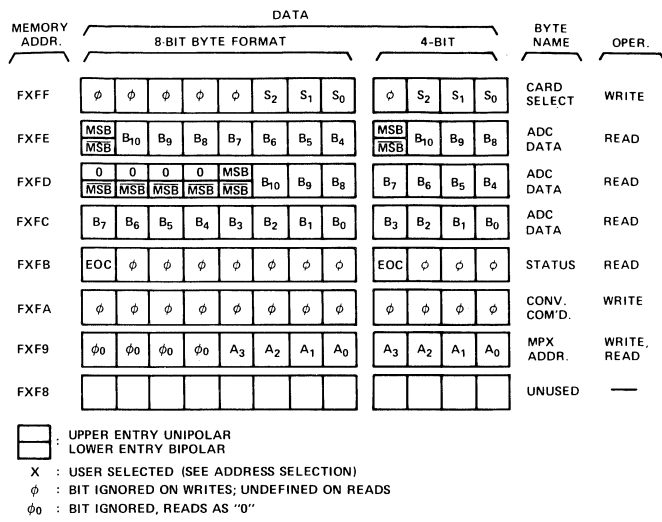 DATA
MEMORY ADDR.
8-BIT BYTE FORMAT
4-BIT
BYTE NAME
OPER.
FXFF φ φ φ φ φ S2 S1 S0 φ S2 S1 S0 CARD SELECT WRITE
FXFE MSB MSB B10 B9 B8 B7 B6 B5 B4 MSB MSB B10 B9 B8 ADC DATA READ
FXFD 0 0 0 0 MSB
MSB MSB MSB MSB MSB B10 B9 B8 B7 B6 B5 B4 ADC DATA READ
FXFC B7 B6 B5 B4 B3 B2 B1 B0 B3 B2 B1 B0 ADC DATA READ
FXFB EOC φ φ φ φ φ φ φ EOC φ φ φ STATUS READ
FXFA φ φ φ φ φ φ φ φ φ φ φ φ CONV. COM'D. WRITE
FXF9 φ0 φ0 φ0 φ0 A3 A2 A1 A0 A3 A2 A1 A0 MPX ADDR. WRITE, READ
FXF8 UNUSED —
: UPPER ENTRY UNIPOLAR
LOWER ENTRY BIPOLAR
X : USER SELECTED (SEE ADDRESS SELECTION)
φ : BIT IGNORED ON WRITES; UNDEFINED ON READS
φ0 : BIT IGNORED, READS AS "0"